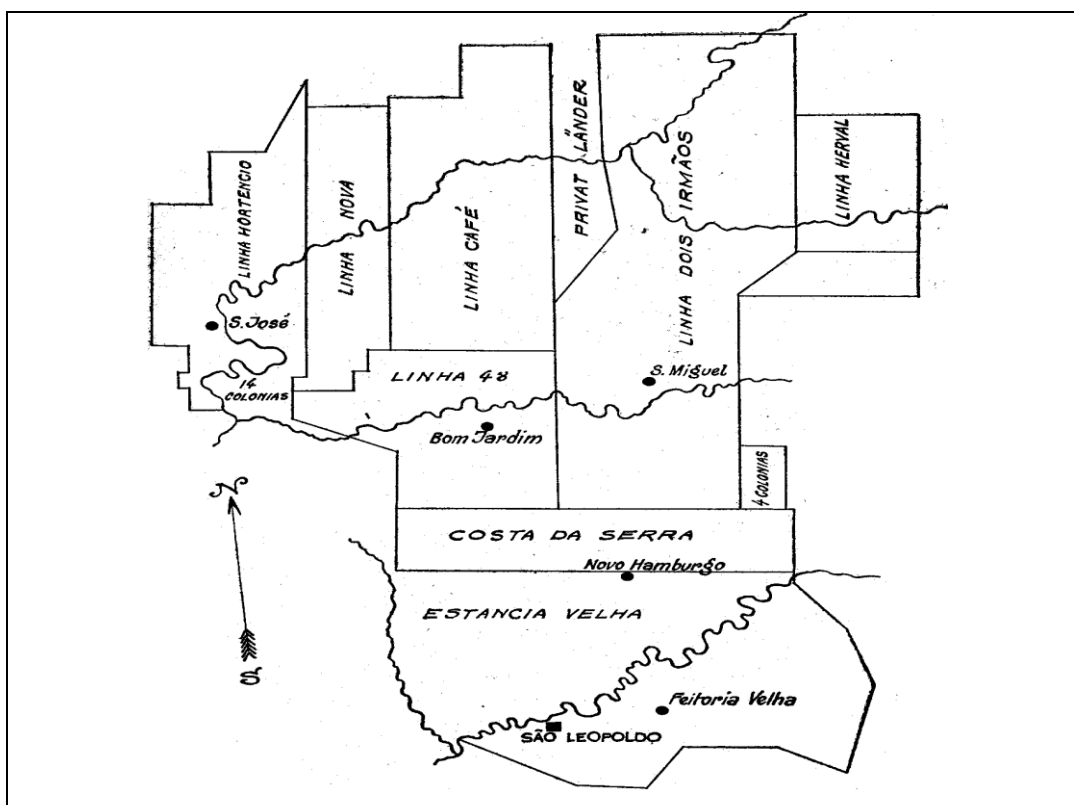 PRIVAT LÄNDER
LINHA HORTENCIO
LINHA NOVA
LINHA CAFÉ
LINHA DOIS IRMÃOS
LINHA HERVAL
S. José
14
COLONIAS
LINHA 48
S. Miguel
Bom Jardim
4 COLONIAS
N
COSTA DA SERRA
Novo Hamburgo
ESTANCIA VELHA
S
Feitoria Velha
SÃO LEOPOLDO